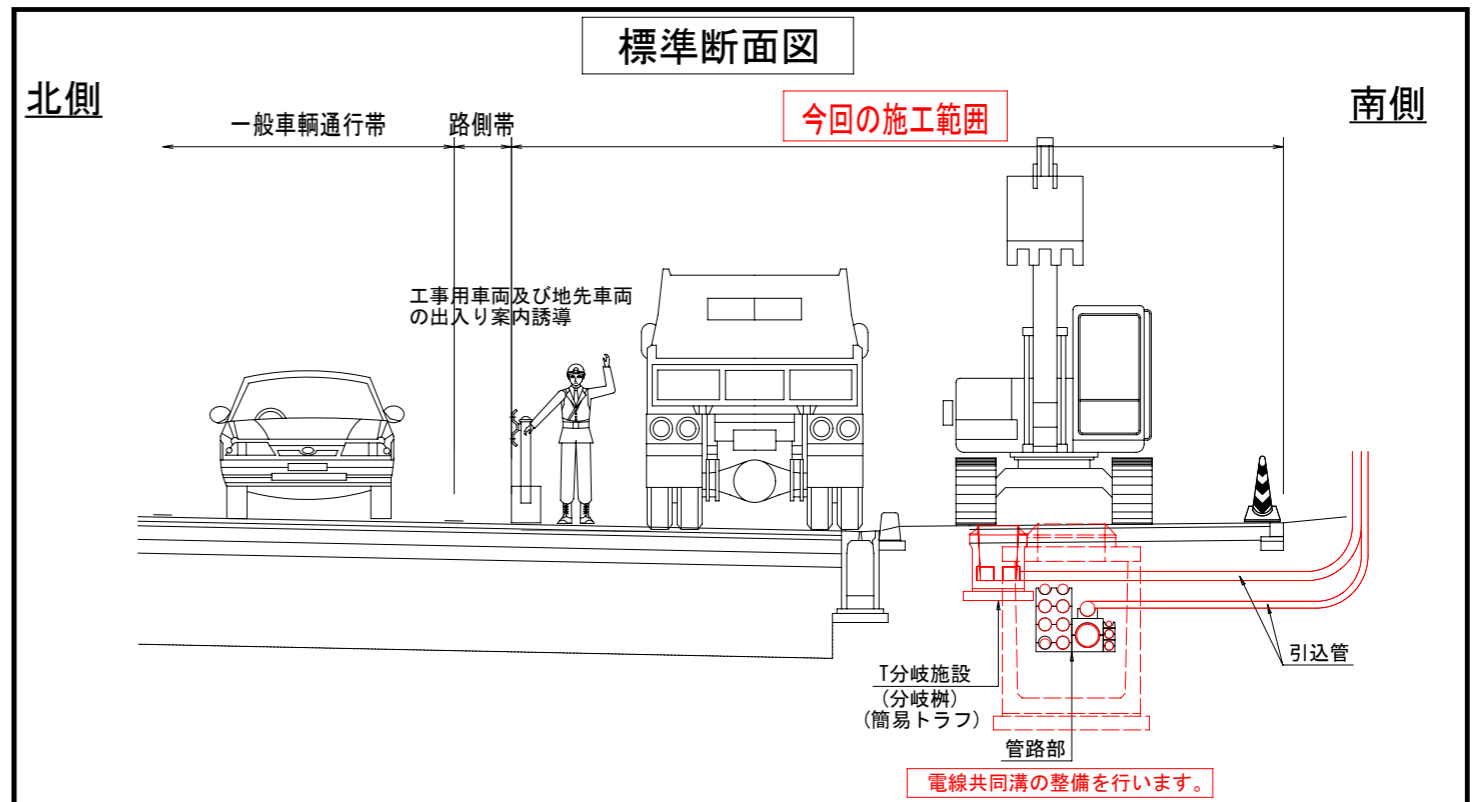 標準断面図
北側
南側
一般車輌通行帯
路側帯
今回の施工範囲
工事用車両及び地先車両
の出入り案内誘導
引込管
T分岐施設
(分岐桝)
(簡易トラフ)
管路部
電線共同溝の整備を行います。